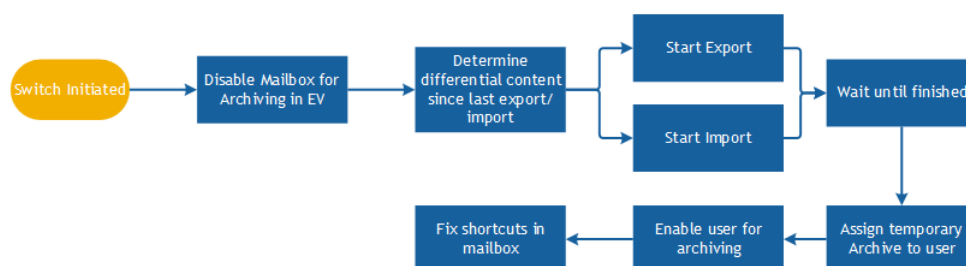 Switch Initiated
Disable Mailbox for
Archiving in EV
Determine
differential content
since last export/
import
Start Export
Start Import
Wait until finished
Assign temporary
Archive to user
Enable user for
archiving
Fix shortcuts in
mailbox